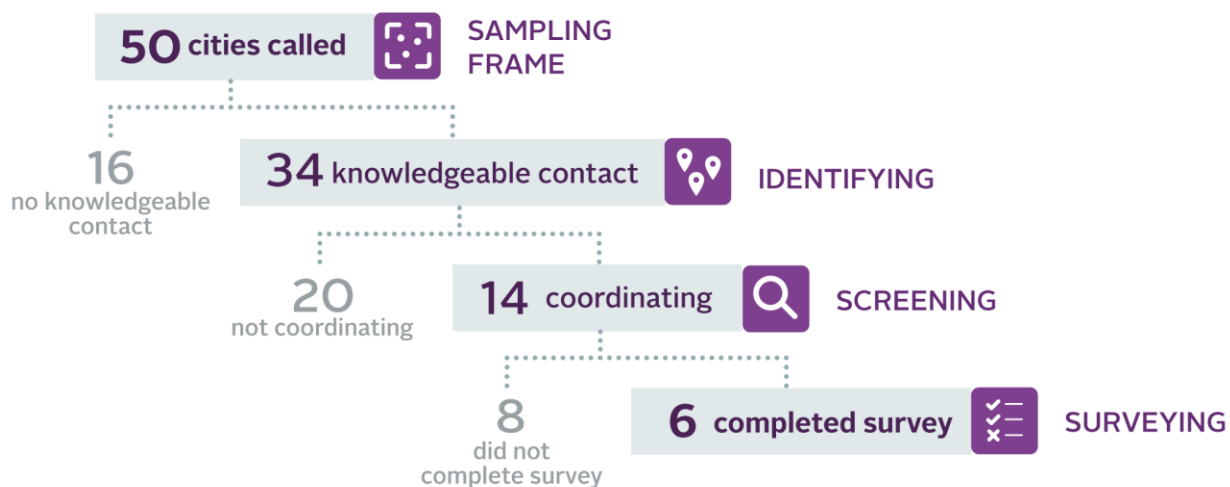 50 cities called
SAMPLING
FRAME
16
no knowledgeable
contact
34 knowledgeable contact
IDENTIFYING
20
not coordinating
14 coordinating
SCREENING
8
did not
complete survey
6 completed survey
SURVEYING